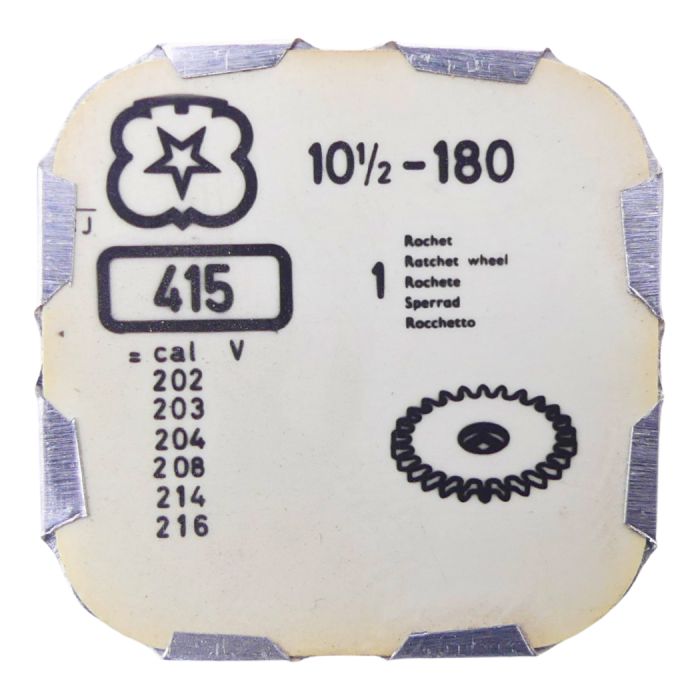 10½-180
J
415
1
Rochet
Ratchet wheel
Rochete
Sperrad
Rocchetto
= cal V
202
203
204
208
214
216